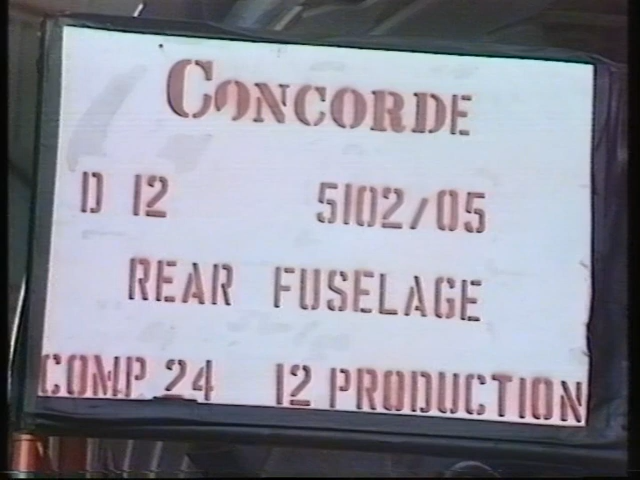 CONCORDE
D 12 5102/05
REAR FUSELAGE
COMP 24 12 PRODUCTION